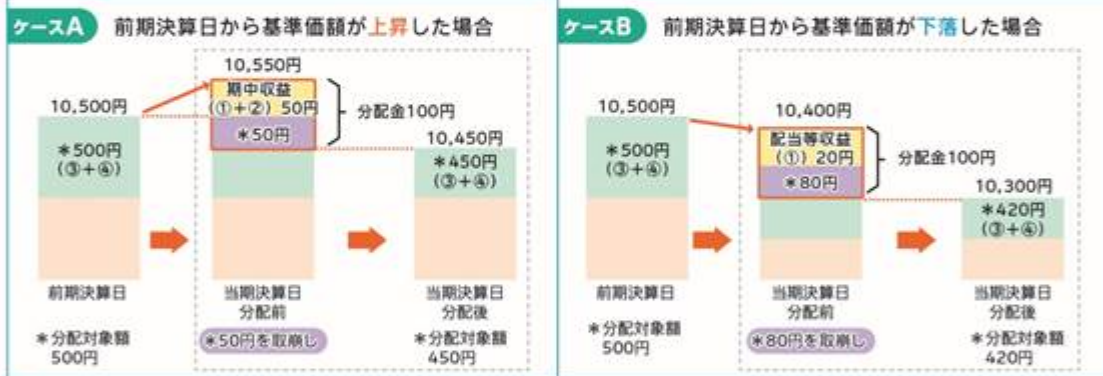 ケースA 前期決算日から基準価額が上昇した場合
10,550円
期中収益
(①+②) 50円
10,500円
分配金100円
*50円
10,450円
*500円
(③+④)
*450円
(③+④)
前期決算日
当期決算日
分配前
当期決算日
分配後
*分配対象額
500円
*50円を取崩し
*分配対象額
450円
ケースB 前期決算日から基準価額が下落した場合
10,500円
10,400円
配当等収益
(①) 20円
分配金100円
*80円
*500円
(③+④)
10,300円
*420円
(③+④)
前期決算日
当期決算日
分配前
当期決算日
分配後
*分配対象額
500円
*80円を取崩し
*分配対象額
420円